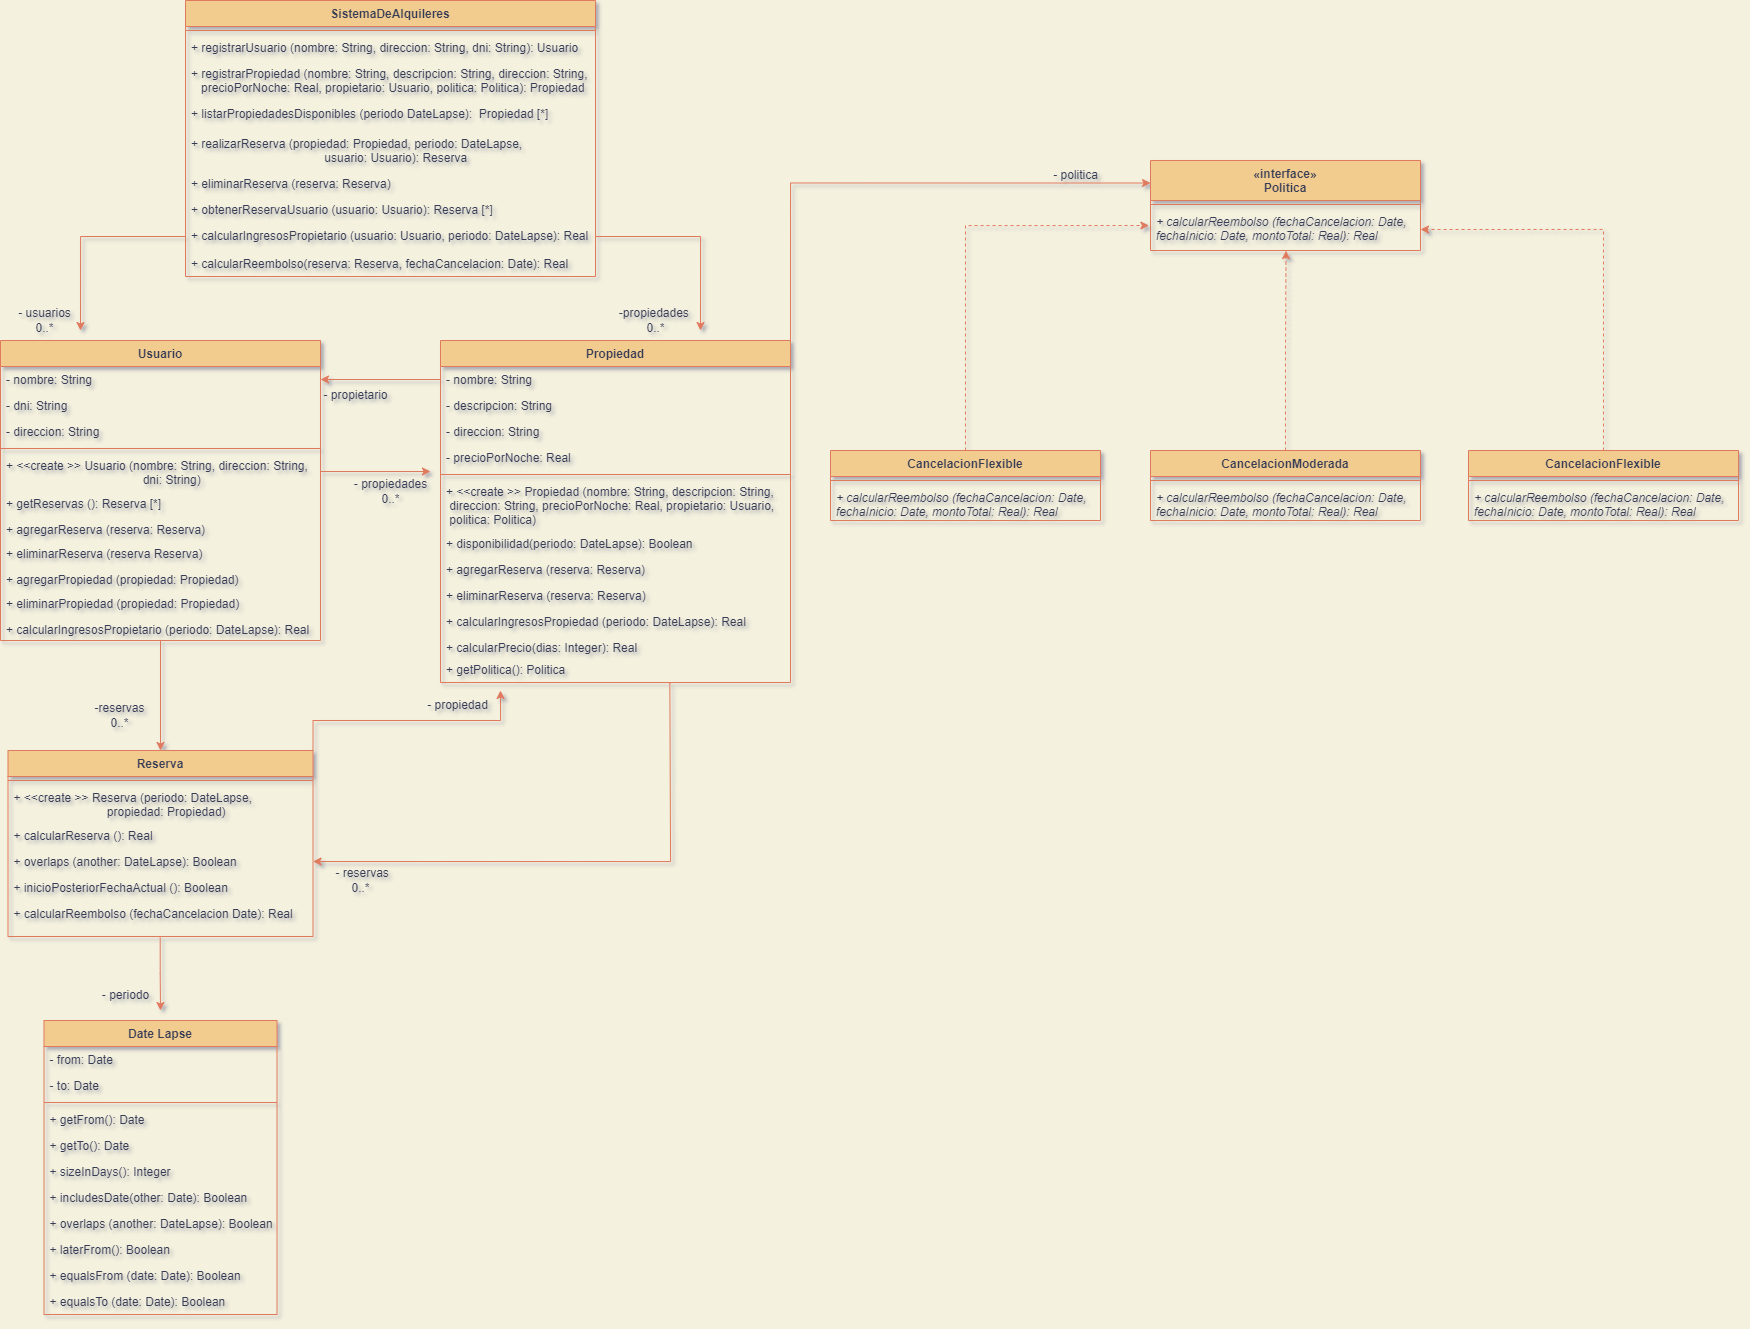 SistemaDeAlquileres
+ registrarUsuario (nombre: String, direccion: String, dni: String): Usuario
+ registrarPropiedad (nombre: String, descripcion: String, direccion: String,
precioPorNoche: Real, propietario: Usuario, politica: Politica): Propiedad
+ listarPropiedadesDisponibles (periodo DateLapse):  Propiedad [*]
+ realizarReserva (propiedad: Propiedad, periodo: DateLapse,
usuario: Usuario): Reserva
+ eliminarReserva (reserva: Reserva)
+ obtenerReservaUsuario (usuario: Usuario): Reserva [*]
+ calcularIngresosPropietario (usuario: Usuario, periodo: DateLapse): Real
+ calcularReembolso(reserva: Reserva, fechaCancelacion: Date): Real
- usuarios
0..*
-propiedades
0..*
- politica
«interface»
Politica
+ calcularReembolso (fechaCancelacion: Date,
fechaInicio: Date, montoTotal: Real): Real
Usuario
- nombre: String
- dni: String
- direccion: String
+ <<create >> Usuario (nombre: String, direccion: String,
dni: String)
+ getReservas (): Reserva [*]
+ agregarReserva (reserva: Reserva)
+ eliminarReserva (reserva Reserva)
+ agregarPropiedad (propiedad: Propiedad)
+ eliminarPropiedad (propiedad: Propiedad)
+ calcularIngresosPropietario (periodo: DateLapse): Real
- propietario
- propiedades
0..*
Propiedad
- nombre: String
- descripcion: String
- direccion: String
- precioPorNoche: Real
+ <<create >> Propiedad (nombre: String, descripcion: String,
direccion: String, precioPorNoche: Real, propietario: Usuario,
politica: Politica)
+ disponibilidad(periodo: DateLapse): Boolean
+ agregarReserva (reserva: Reserva)
+ eliminarReserva (reserva: Reserva)
+ calcularIngresosPropiedad (periodo: DateLapse): Real
+ calcularPrecio(dias: Integer): Real
+ getPolitica(): Politica
CancelacionFlexible
+ calcularReembolso (fechaCancelacion: Date,
fechaInicio: Date, montoTotal: Real): Real
CancelacionModerada
+ calcularReembolso (fechaCancelacion: Date,
fechaInicio: Date, montoTotal: Real): Real
CancelacionFlexible
+ calcularReembolso (fechaCancelacion: Date,
fechaInicio: Date, montoTotal: Real): Real
-reservas
0..*
- propiedad
Reserva
+ <<create >> Reserva (periodo: DateLapse,
propiedad: Propiedad)
+ calcularReserva (): Real
+ overlaps (another: DateLapse): Boolean
+ inicioPosteriorFechaActual (): Boolean
+ calcularReembolso (fechaCancelacion Date): Real
- reservas
0..*
- periodo
Date Lapse
- from: Date
- to: Date
+ getFrom(): Date
+ getTo(): Date
+ sizeInDays(): Integer
+ includesDate(other: Date): Boolean
+ overlaps (another: DateLapse): Boolean
+ laterFrom(): Boolean
+ equalsFrom (date: Date): Boolean
+ equalsTo (date: Date): Boolean